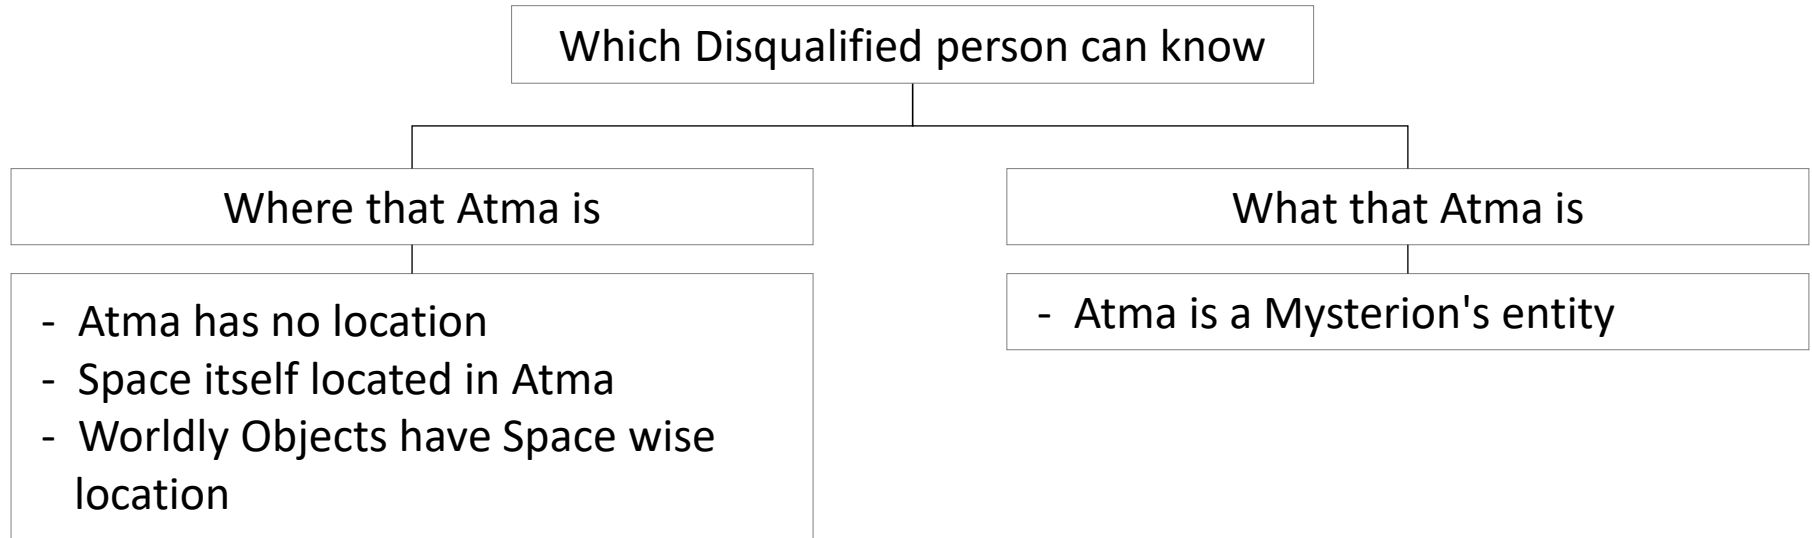 Which Disqualified person can know
Where that Atma is
What that Atma is
- Atma has no location
- Space itself located in Atma
- Worldly Objects have Space wise
location
- Atma is a Mysterion's entity